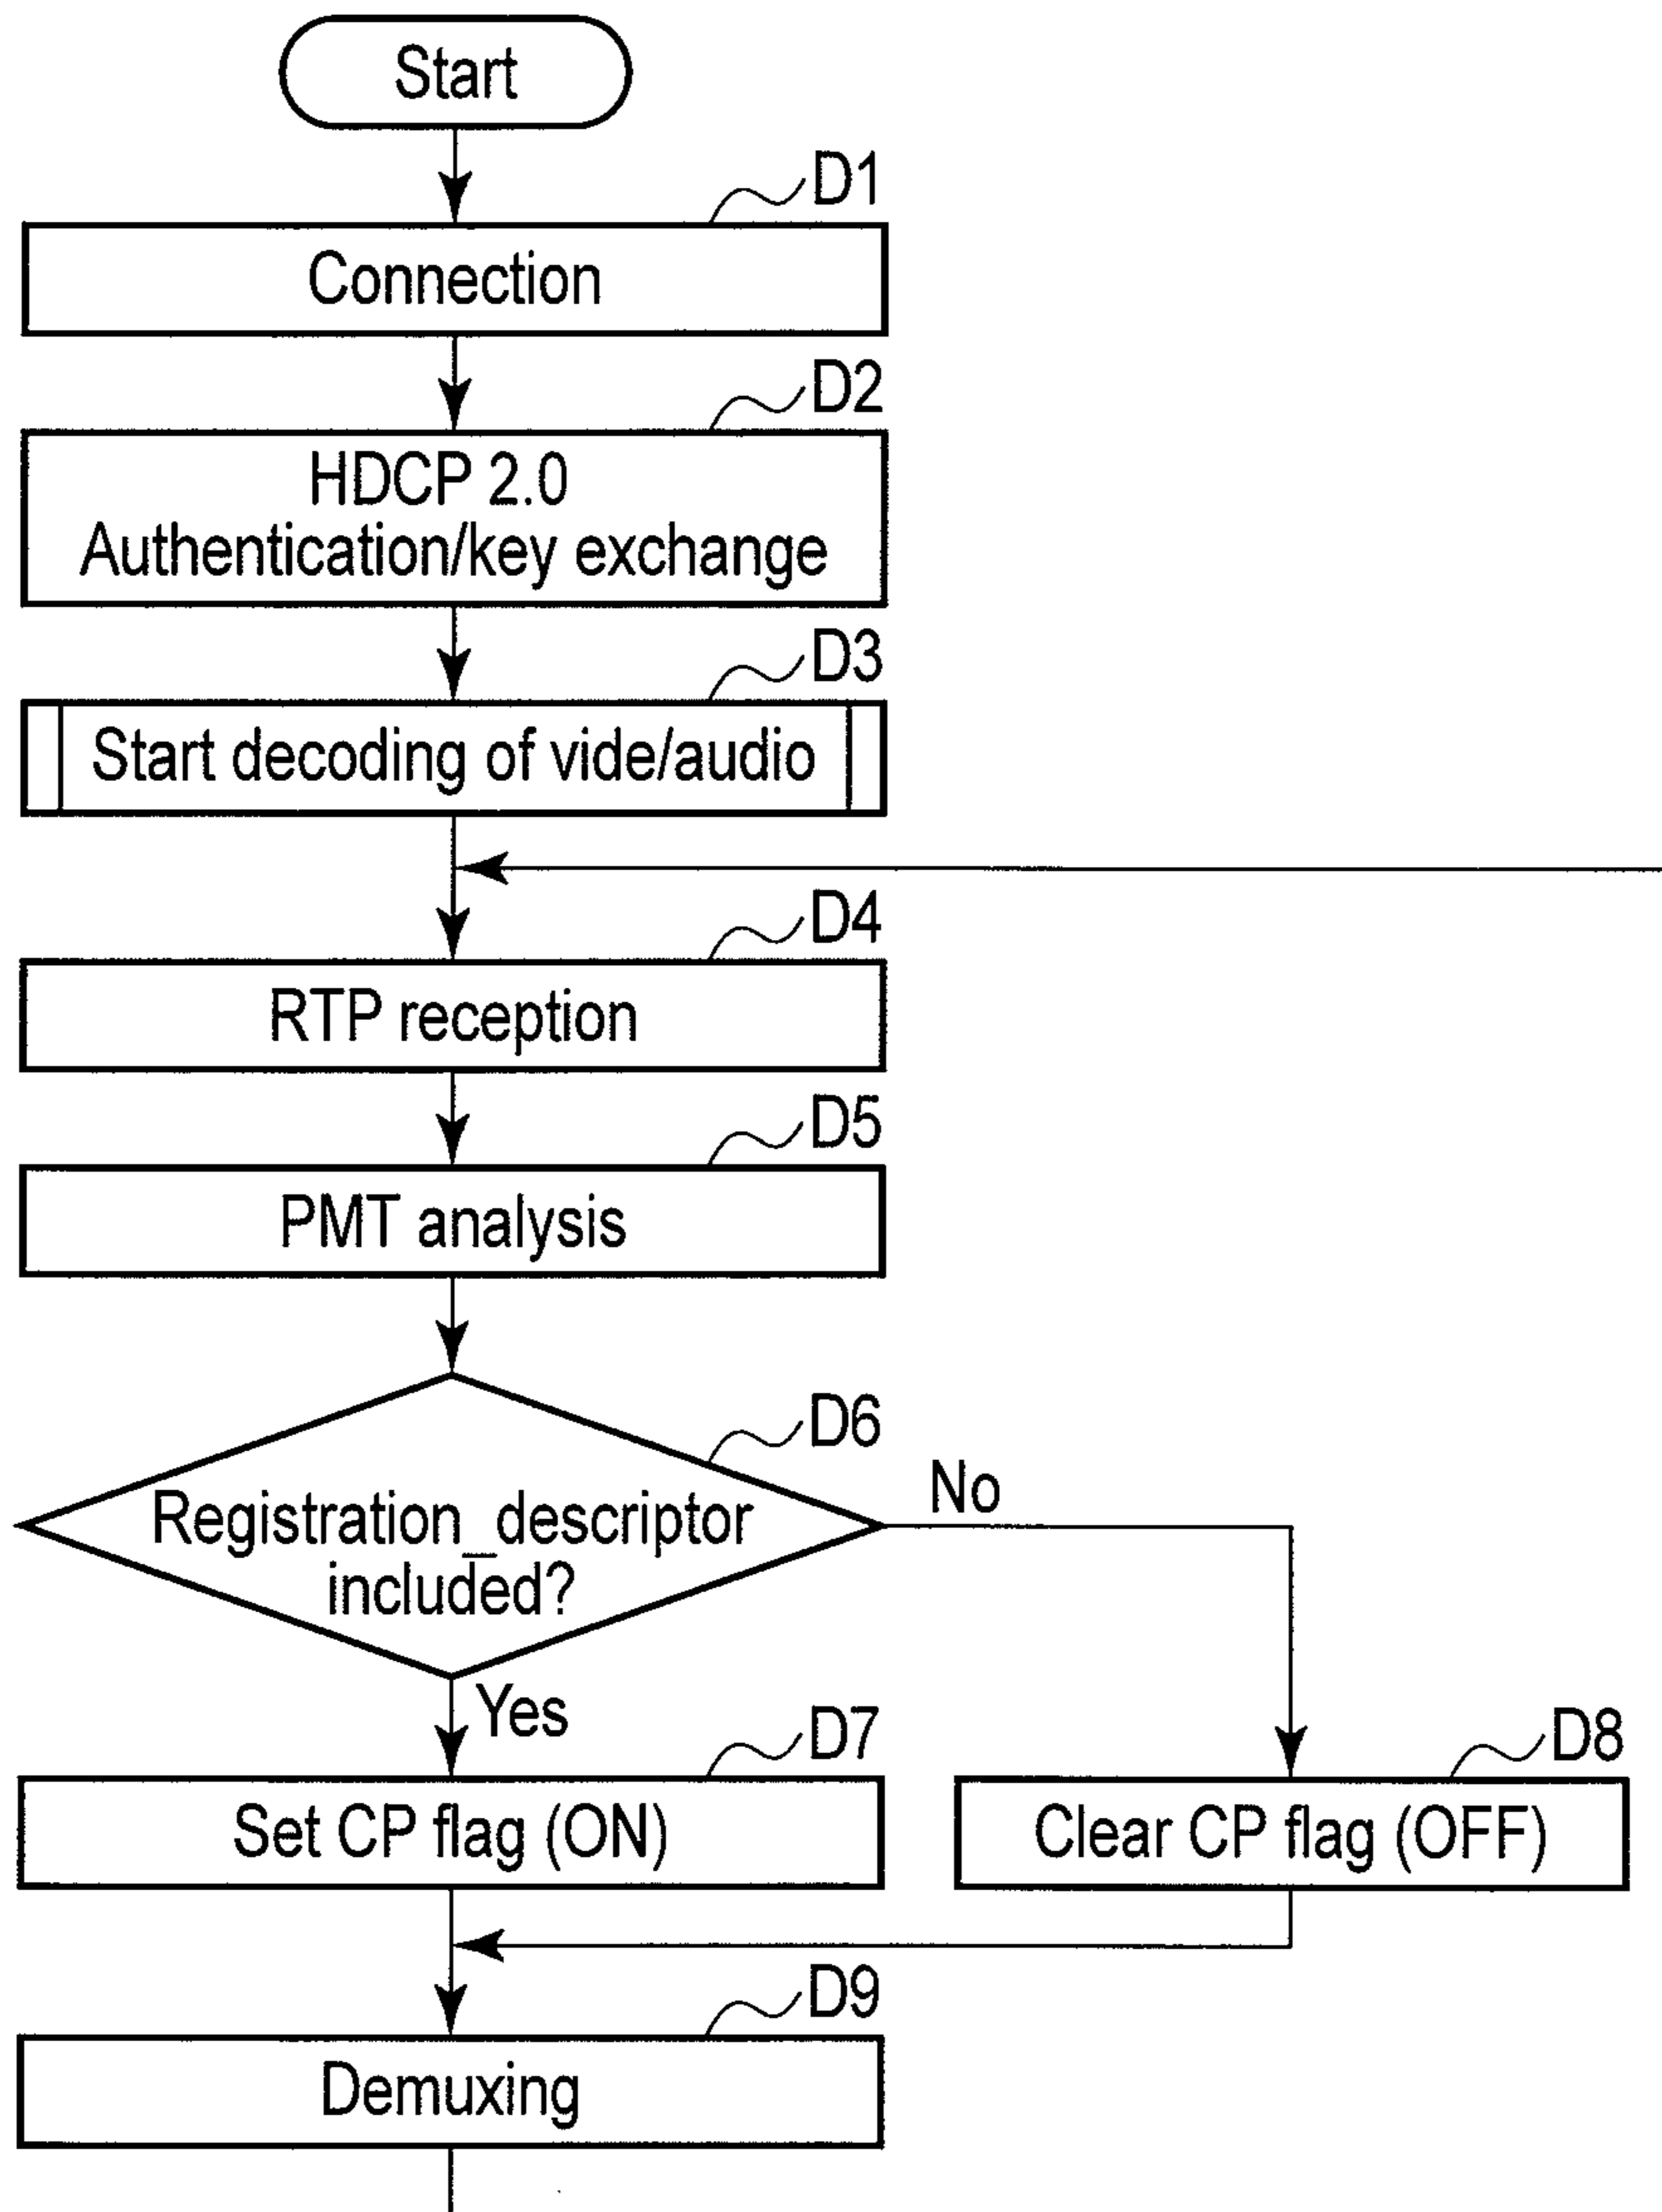 Start
D1
Connection
D2
HDCP 2.0
Authentication/key exchange
D3
Start decoding of vide/audio
D4
RTP reception
D5
PMT analysis
D6
Registration_descriptor
included?
No
Yes
D7
Set CP flag (ON)
D8
Clear CP flag (OFF)
D9
Demuxing